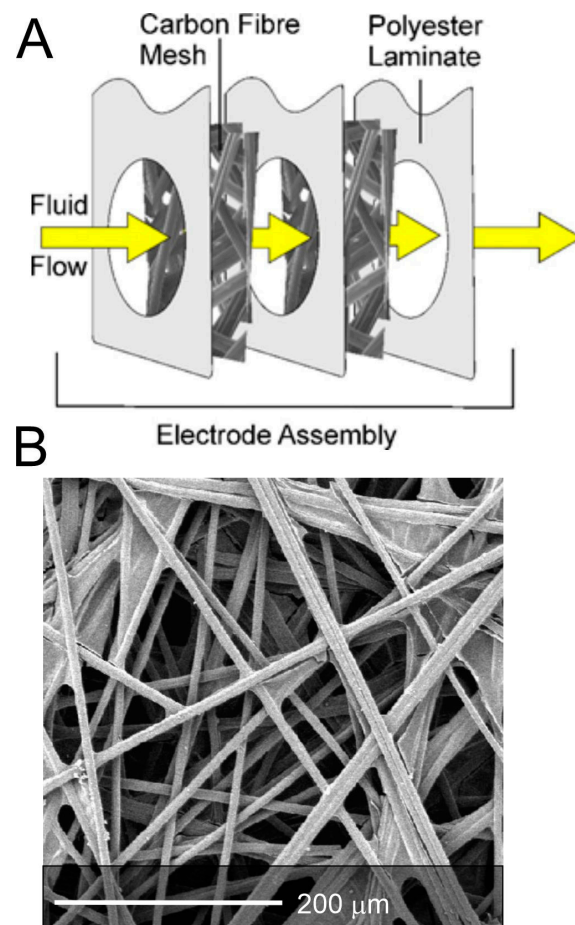 A
Carbon Fibre
Mesh
Polyester
Laminate
Fluid
Flow
Electrode Assembly
B
200 μm